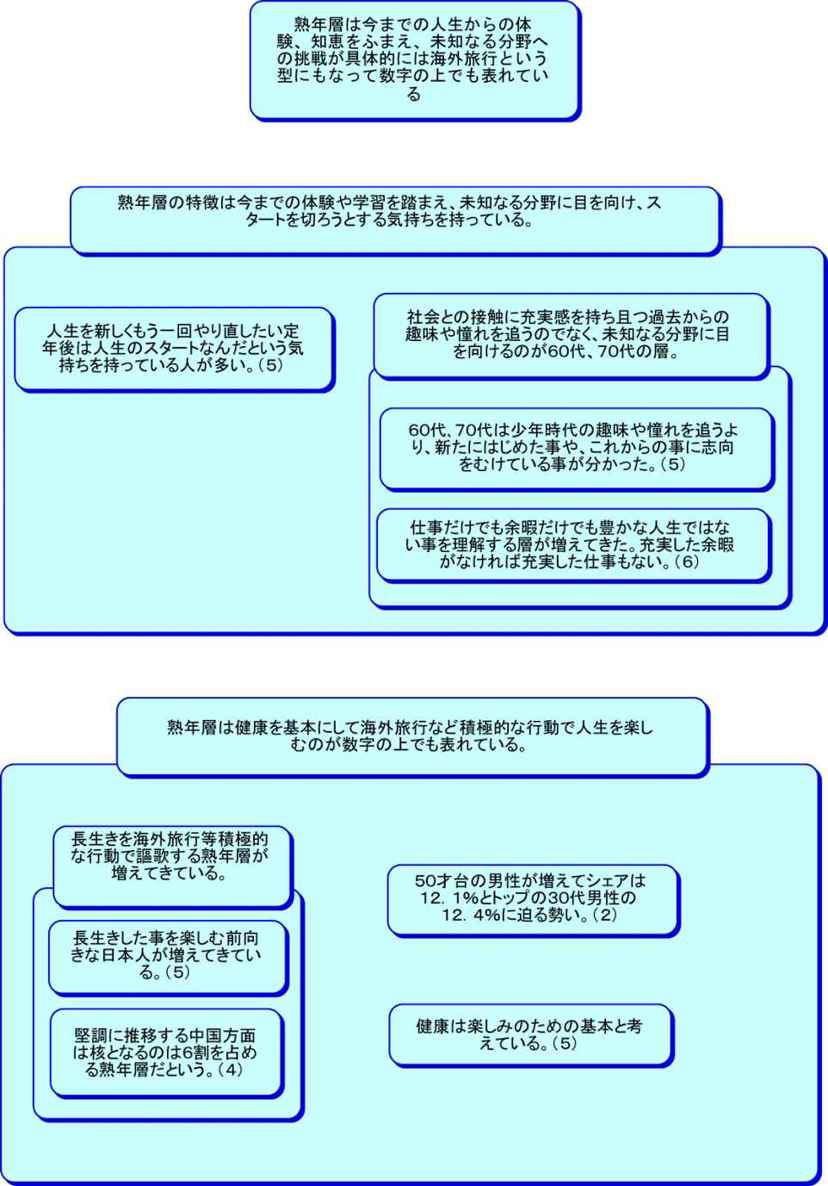 熟年層は今までの人生からの体
験、知恵をふまえ、未知なる分野へ
の挑戦が具体的には海外旅行という
型にもなって数字の上でも表れてい
る
熟年層の特徴は今までの体験や学習を踏まえ、未知なる分野に目を向け、ス
タートを切ろうとする気持ちを持っている。
人生を新しくもう一回やり直したい定
年後は人生のスタートなんだという気
持ちを持っている人が多い。（5）
社会との接触に充実感を持ち且つ過去からの
趣味や憧れを追うのでなく、未知なる分野に目
を向けるのが60代、70代の層。
60代、70代は少年時代の趣味や憧れを追うよ
り、新たにはじめた事や、これからの事に志向
をむけている事が分かった。（5）
仕事だけでも余暇だけでも豊かな人生ではな
い事を理解する層が増えてきた。充実した余暇
がなければ充実した仕事もない。（6）
熟年層は健康を基本にして海外旅行など積極的な行動で人生を楽し
むのが数字の上でも表れている。
長生きを海外旅行等積極的
な行動で謳歌する熟年層が
増えてきている。
長生きした事を楽しむ前向
きな日本人が増えてきてい
る。（5）
堅調に推移する中国方面
は核となるのは6割を占め
る熟年層だという。（4）
50才台の男性が増えてシェアは
12．1％とトップの30代男性の
12．4％に迫る勢い。（2）
健康は楽しみのための基本と考
えている。（5）